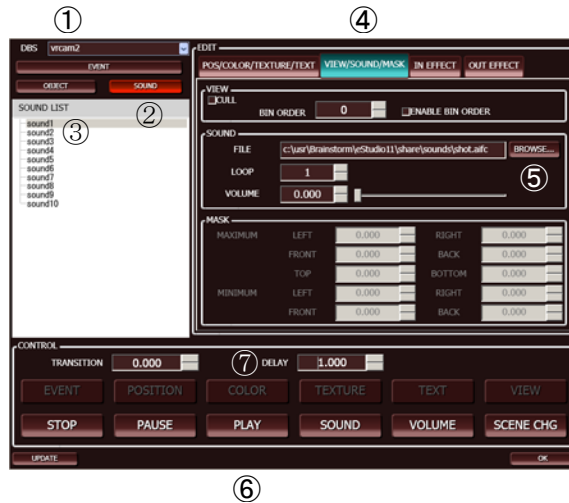 ① ④
DBS vrcam2
EVENT
OBJECT SOUND
②
SOUND LIST
③
sound1
sound2
sound3
sound4
sound5
sound6
sound7
sound8
sound9
sound10
EDIT
POS/COLOR/TEXTURE/TEXT VIEW/SOUND/MASK IN EFFECT OUT EFFECT
VIEW
CULL
BIN ORDER 0 ENABLE BIN ORDER
SOUND
FILE c:\usr\Brainstorm\eStudio11\share\sounds\shot.aifc BROWSE...
⑤
LOOP 1
VOLUME 0.000
MASK
MAXIMUM LEFT 0.000 RIGHT 0.000
FRONT 0.000 BACK 0.000
TOP 0.000 BOTTOM 0.000
MINIMUM LEFT 0.000 RIGHT 0.000
FRONT 0.000 BACK 0.000
CONTROL
TRANSITION 0.000 ⑦ DELAY 1.000
EVENT POSITION COLOR TEXTURE TEXT VIEW
STOP PAUSE PLAY SOUND VOLUME SCENE CHG
UPDATE OK
⑥